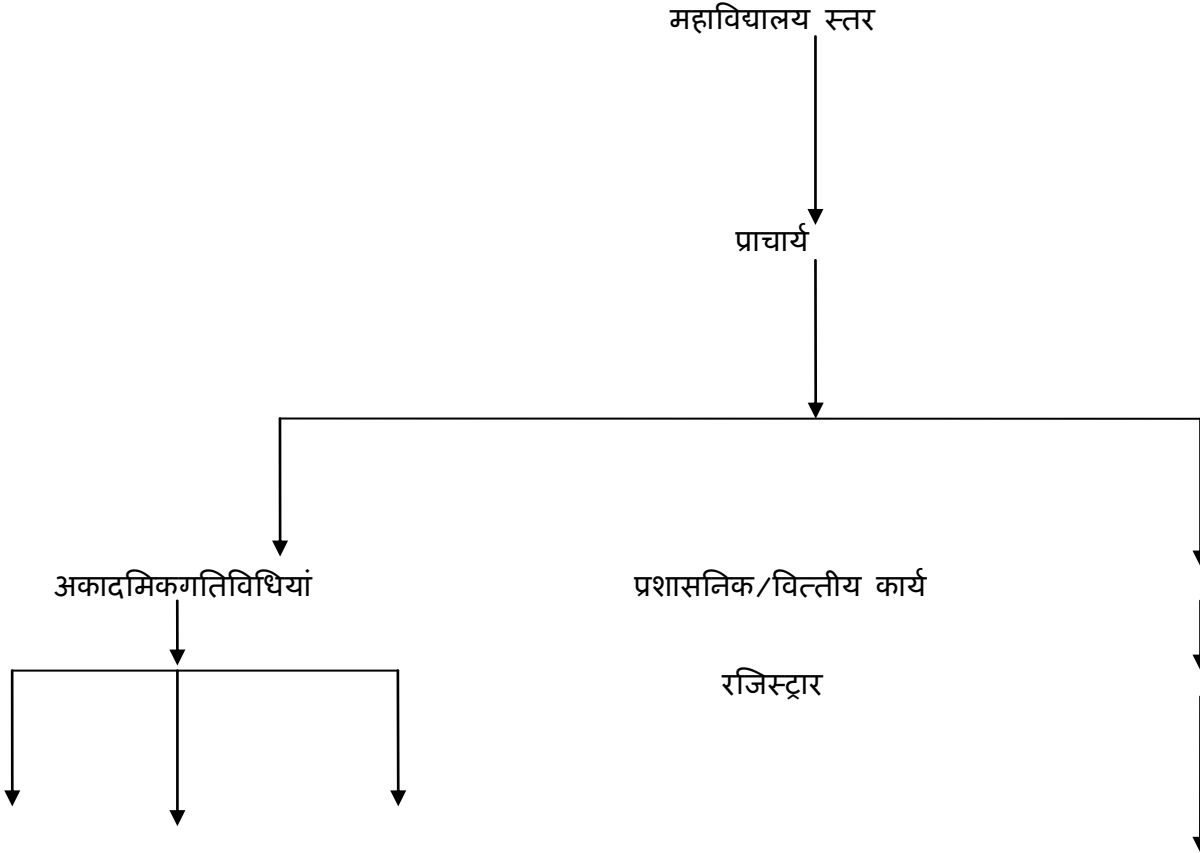 महाविद्यालय स्तर
प्राचार्य
अकादमिकगतिविधियां
प्रशासनिक/वित्तीय कार्य
रजिस्ट्रार